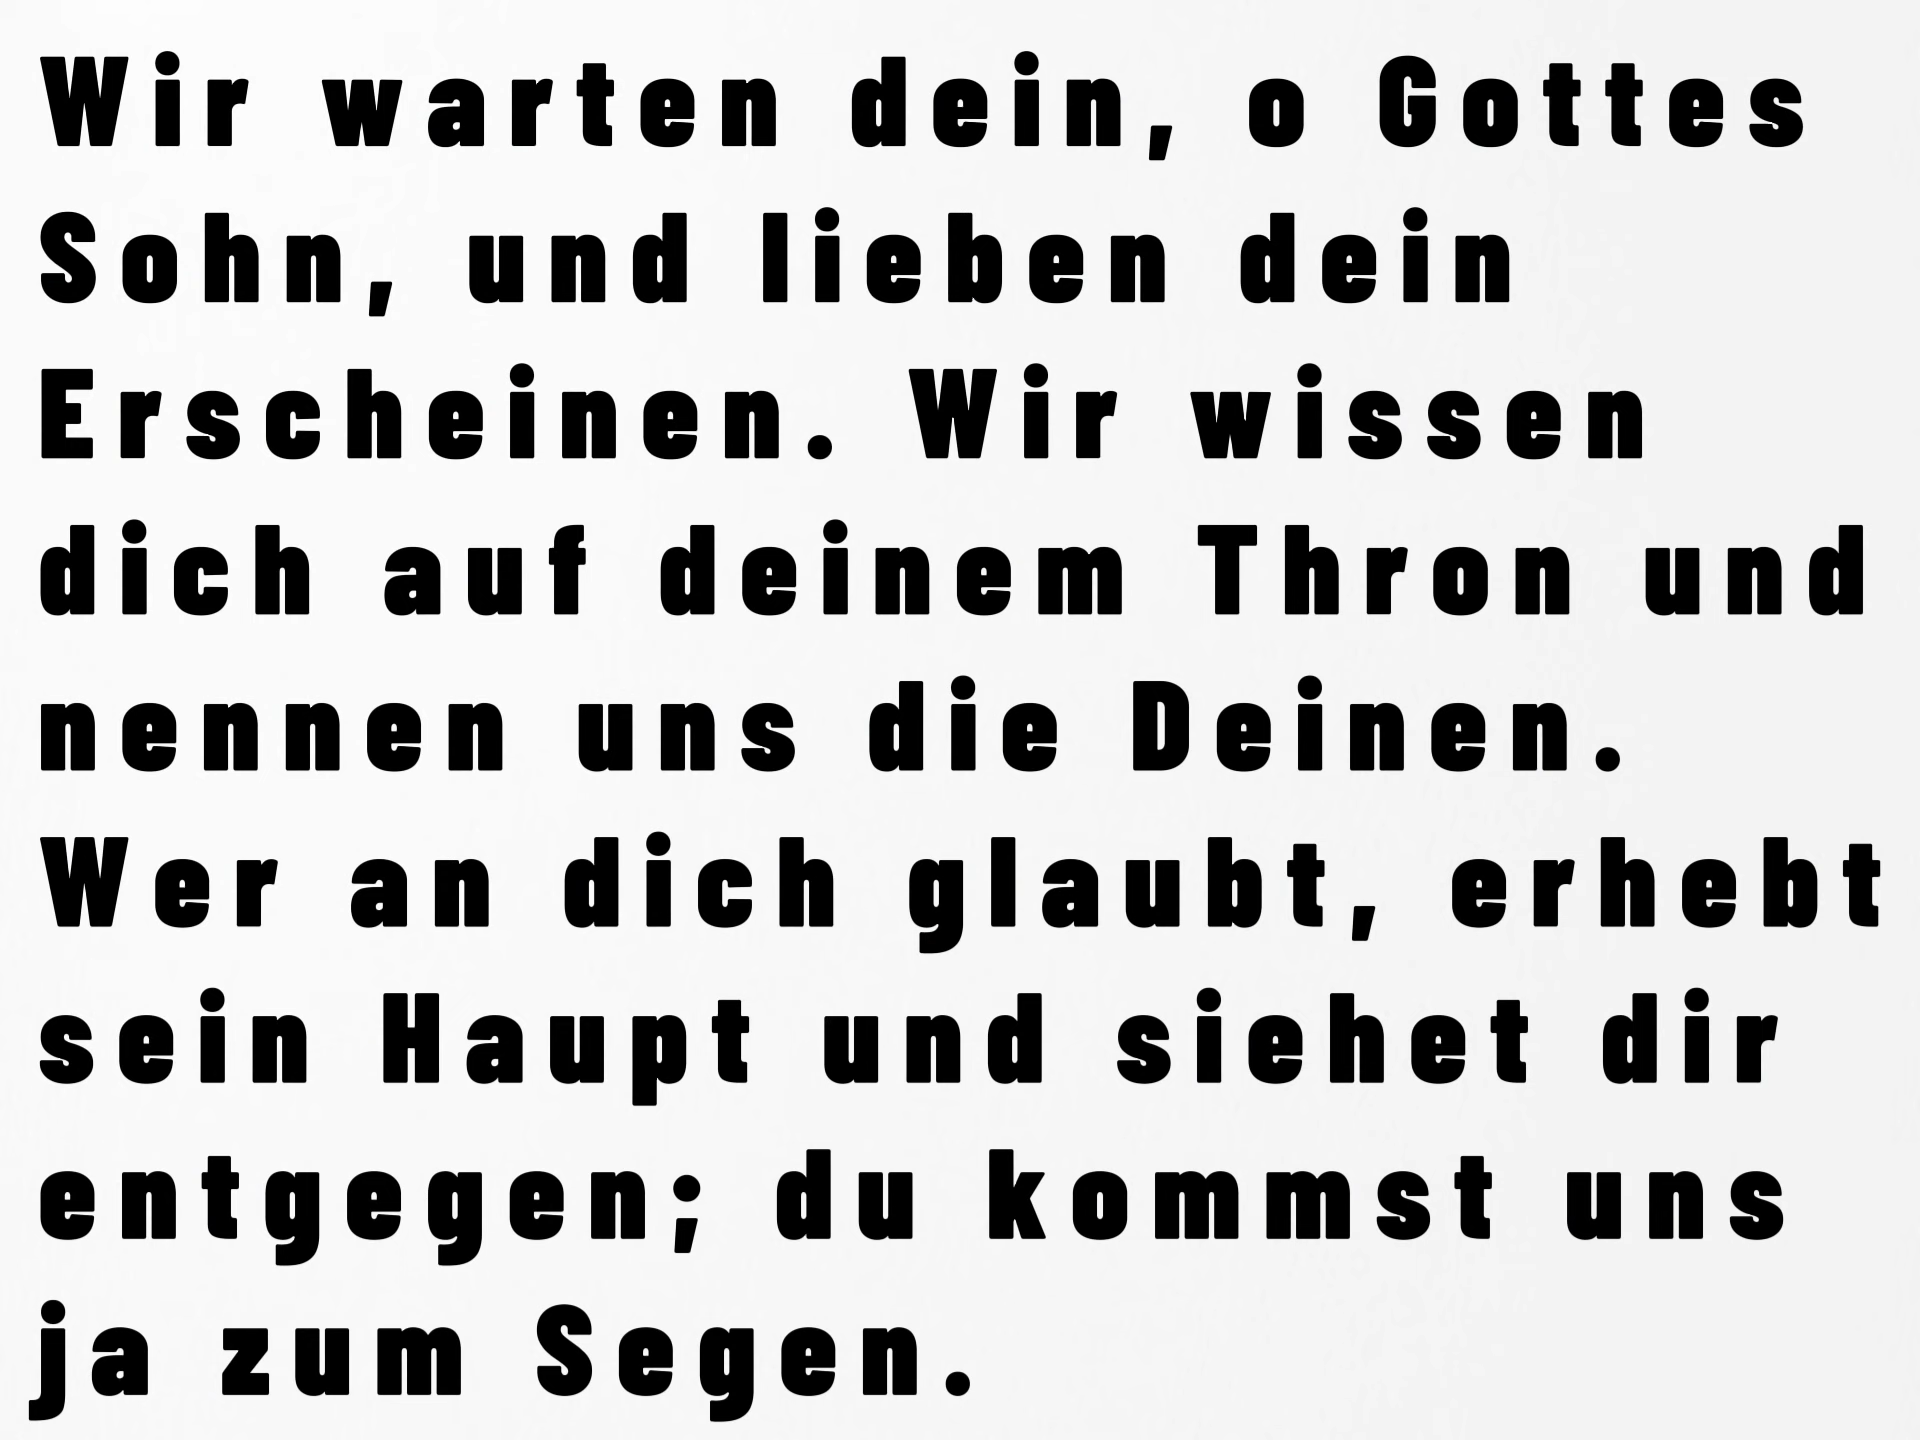 Wir warten dein, o Gottes
Sohn, und lieben dein
Erscheinen. Wir wissen
dich auf deinem Thron und
nennen uns die Deinen.
Wer an dich glaubt, erhebt
sein Haupt und siehet dir
entgegen; du kommst uns
ja zum Segen.